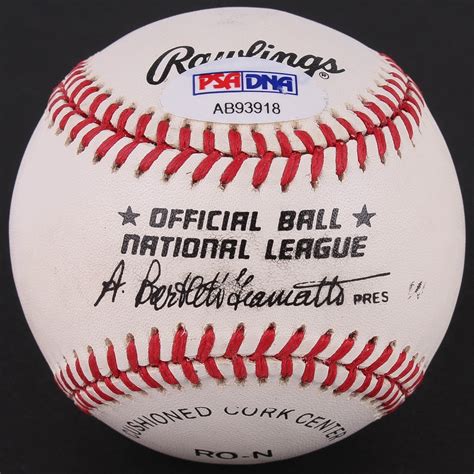 Rawlings®
PSA DNA
AB93918
★ OFFICIAL BALL ★
NATIONAL LEAGUE
A. Bartlett Giamatti PRES
CUSHIONED CORK CENTER
RO-N